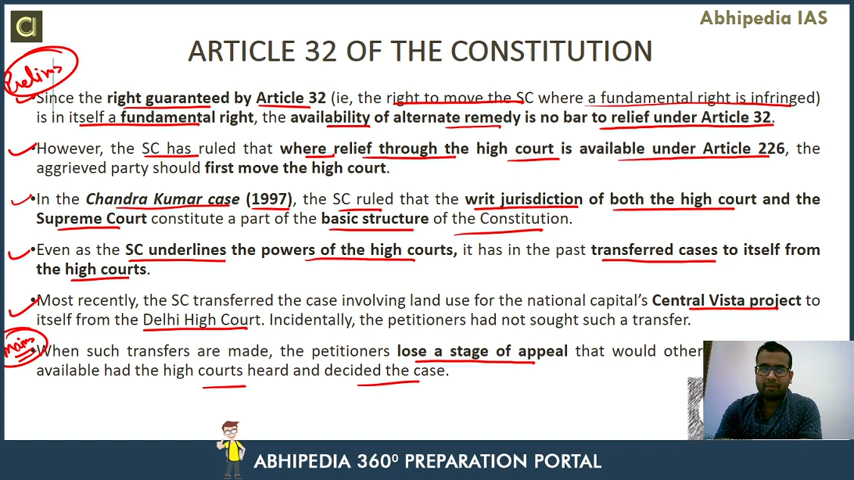 Abhipedia IAS
a
ARTICLE 32 OF THE CONSTITUTION
Prelims
• Since the right guaranteed by Article 32 (ie, the right to move the SC where a fundamental right is infringed)
is in itself a fundamental right, the availability of alternate remedy is no bar to relief under Article 32.
• However, the SC has ruled that where relief through the high court is available under Article 226, the
aggrieved party should first move the high court.
• In the Chandra Kumar case (1997), the SC ruled that the writ jurisdiction of both the high court and the
Supreme Court constitute a part of the basic structure of the Constitution.
• Even as the SC underlines the powers of the high courts, it has in the past transferred cases to itself from
the high courts.
• Most recently, the SC transferred the case involving land use for the national capital's Central Vista project to
itself from the Delhi High Court. Incidentally, the petitioners had not sought such a transfer.
Mains
• When such transfers are made, the petitioners lose a stage of appeal that would other
available had the high courts heard and decided the case.
ABHIPEDIA 360⁰ PREPARATION PORTAL